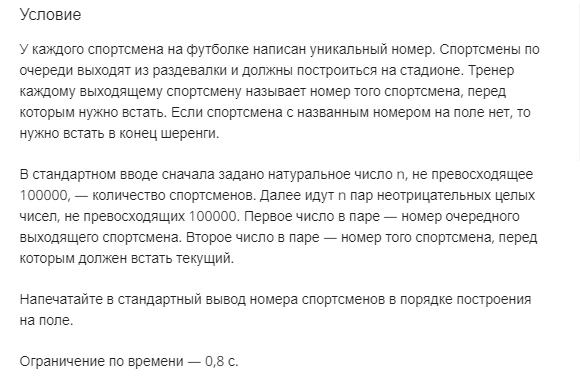 Условие
У каждого спортсмена на футболке написан уникальный номер. Спортсмены по
очереди выходят из раздевалки и должны построиться на стадионе. Тренер
каждому выходящему спортсмену называет номер того спортсмена, перед
которым нужно встать. Если спортсмена с названным номером на поле нет, то
нужно встать в конец шеренги.
В стандартном вводе сначала задано натуральное число n, не превосходящее
100000, — количество спортсменов. Далее идут n пар неотрицательных целых
чисел, не превосходящих 100000. Первое число в паре — номер очередного
выходящего спортсмена. Второе число в паре — номер того спортсмена, перед
которым должен встать текущий.
Напечатайте в стандартный вывод номера спортсменов в порядке построения
на поле.
Ограничение по времени — 0,8 с.